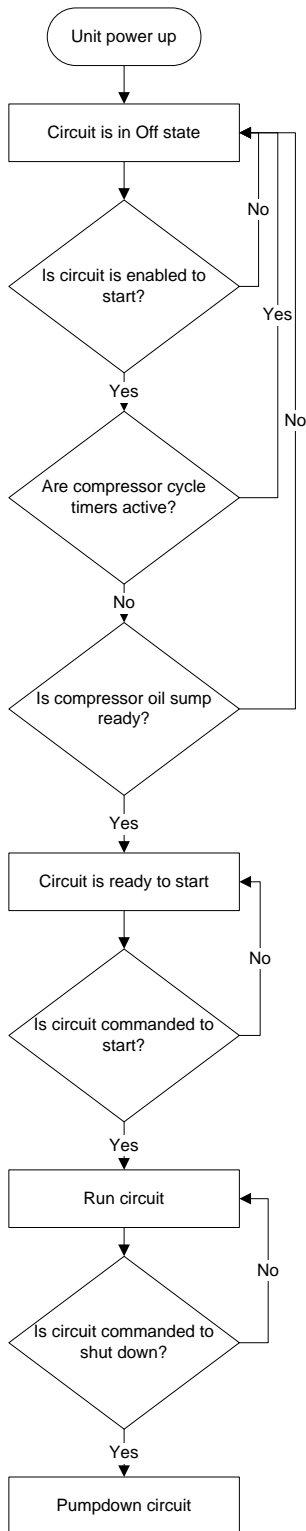 Unit power up
Circuit is in Off state
No
Is circuit is enabled to
start?
Yes
Yes
No
Are compressor cycle
timers active?
No
Is compressor oil sump
ready?
Yes
Circuit is ready to start
No
Is circuit commanded to
start?
Yes
Run circuit
No
Is circuit commanded to
shut down?
Yes
Pumpdown circuit